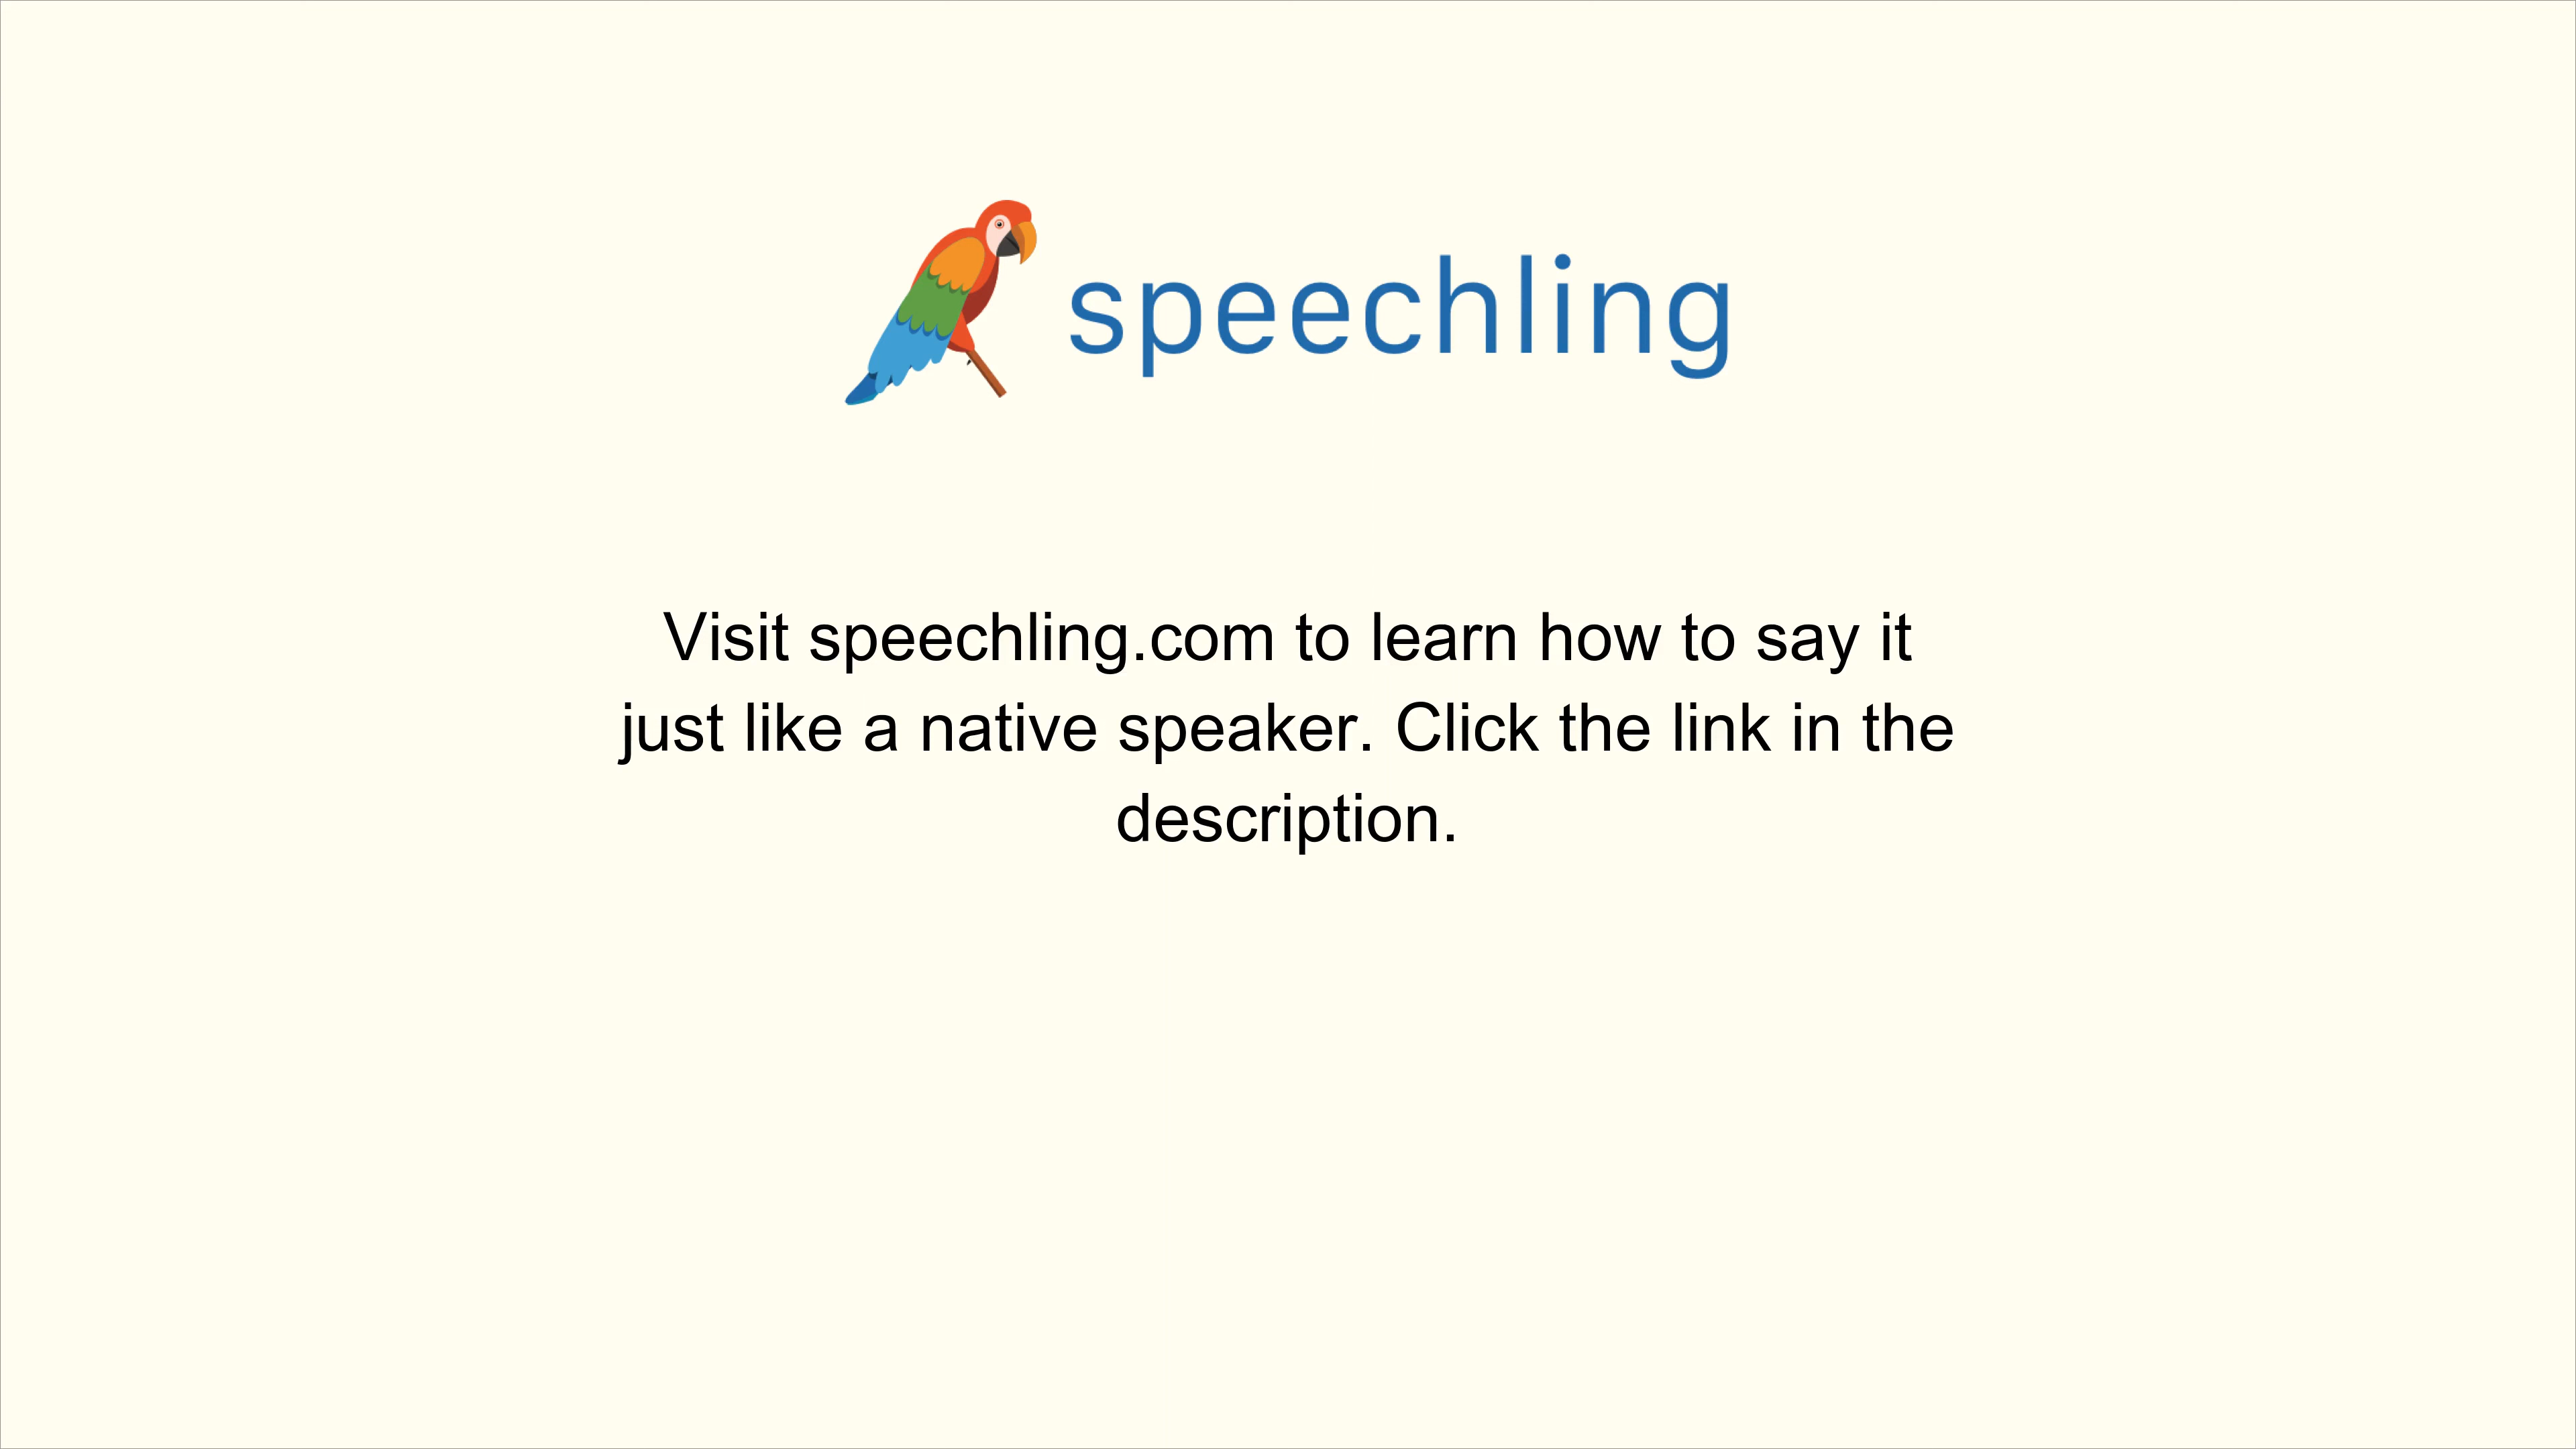 speechling
Visit speechling.com to learn how to say it
just like a native speaker. Click the link in the
description.